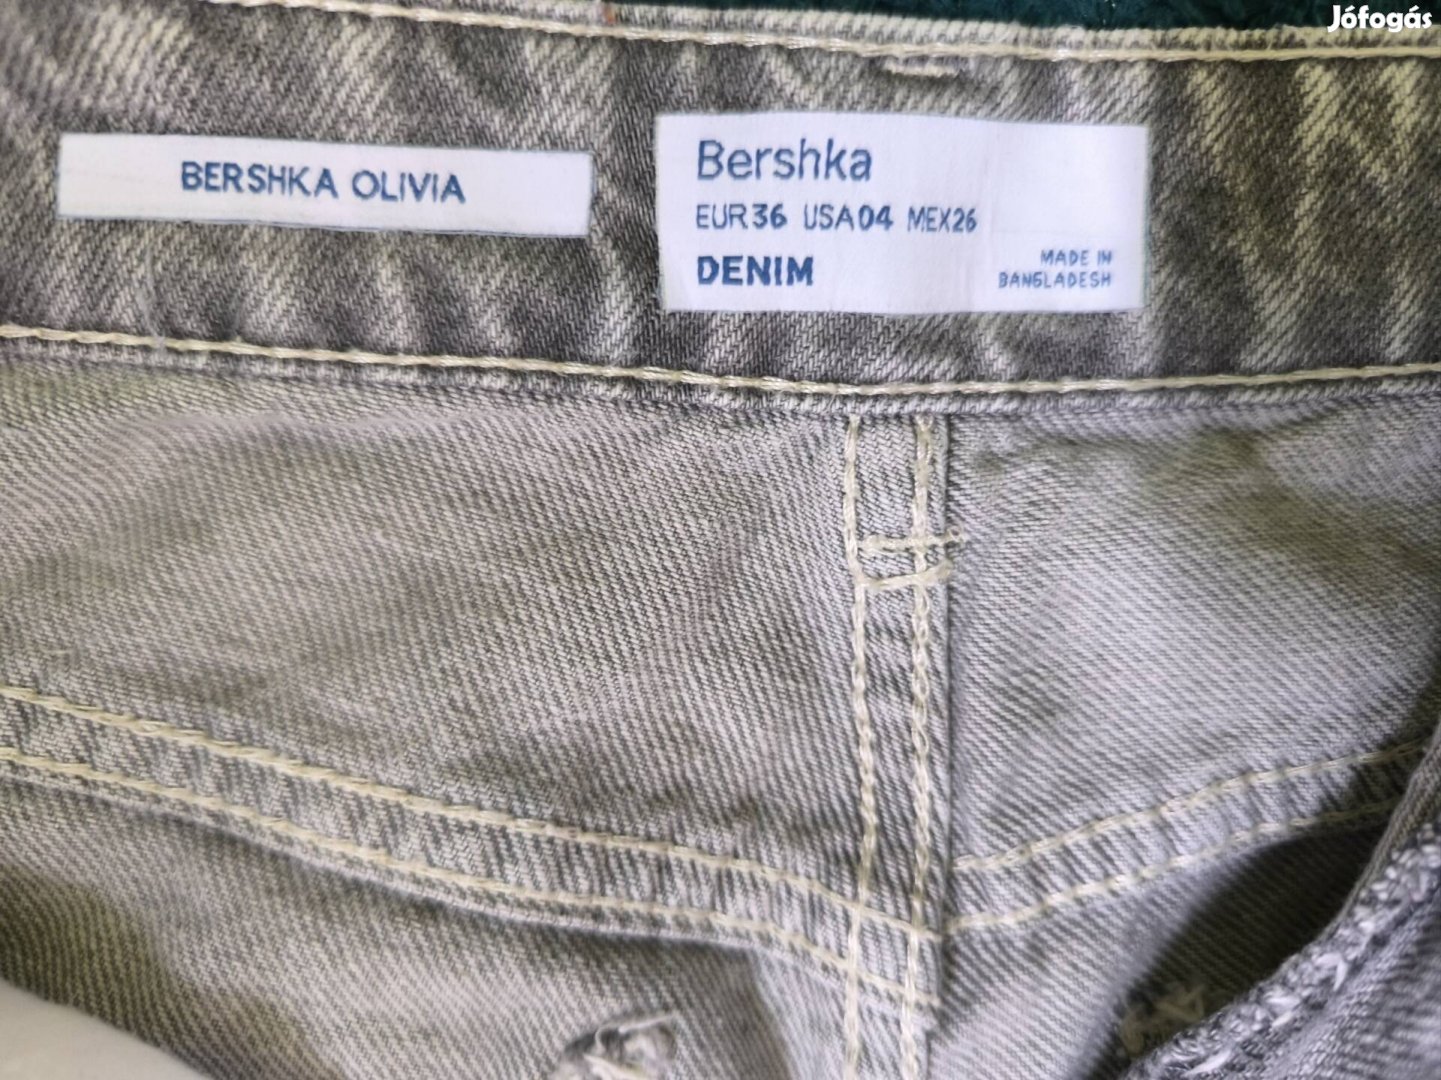 Jófogás
BERSHKA OLIVIA
Bershka
EUR36 USA04 MEX26
DENIM
MADE IN
BANGLADESH